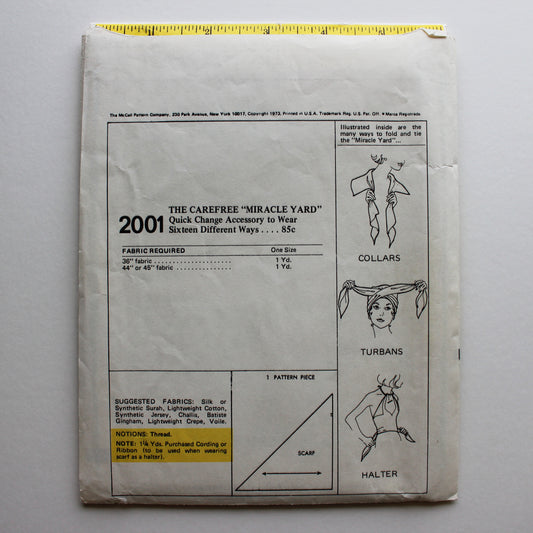 The McCall Pattern Company, 230 Park Avenue, New York 10017, Copyright 1973, Printed in U.S.A. Trademark Reg. U.S. Pat. Off. • Marca Registrada
2001
THE CAREFREE "MIRACLE YARD"
Quick Change Accessory to Wear
Sixteen Different Ways . . . . 85c
FABRIC REQUIRED One Size
36" fabric . . . . . . . . . . . . . . . . . . . . . . 1 Yd.
44" or 45" fabric . . . . . . . . . . . . . . . . 1 Yd.
SUGGESTED FABRICS: Silk or
Synthetic Surah, Lightweight Cotton,
Synthetic Jersey, Challis, Batiste
Gingham, Lightweight Crepe, Voile.
NOTIONS: Thread.
NOTE: 1¼ Yds. Purchased Cording or
Ribbon (to be used when wearing
scarf as a halter).
1 PATTERN PIECE
SCARF
Illustrated inside are the
many ways to fold and tie
the "Miracle Yard"...
COLLARS
TURBANS
HALTER